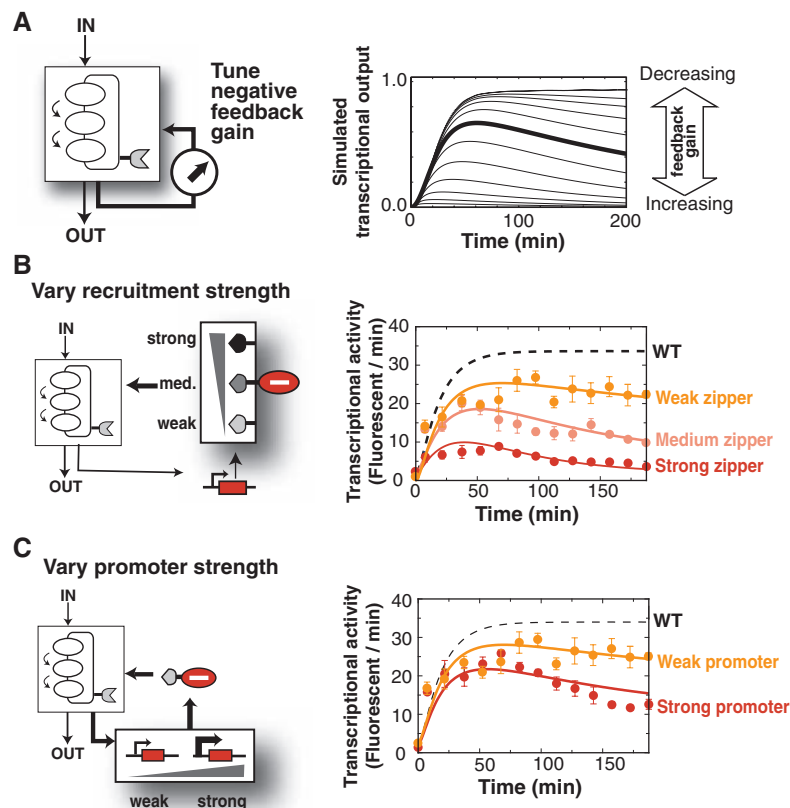 A
IN
Tune
negative
feedback
gain
OUT
Simulated
transcriptional output
1.0
0.0
100
200
Time (min)
Decreasing
feedback
gain
Increasing
B
Vary recruitment strength
IN
strong
med.
weak
OUT
Transcriptional activity
(Fluorescent / min)
40
30
20
10
0
0
50
100
150
Time (min)
WT
Weak zipper
Medium zipper
Strong zipper
C
Vary promoter strength
IN
OUT
weak
strong
Transcriptional activity
(Fluorescent / min)
40
30
20
10
0
0
50
100
150
Time (min)
WT
Weak promoter
Strong promoter